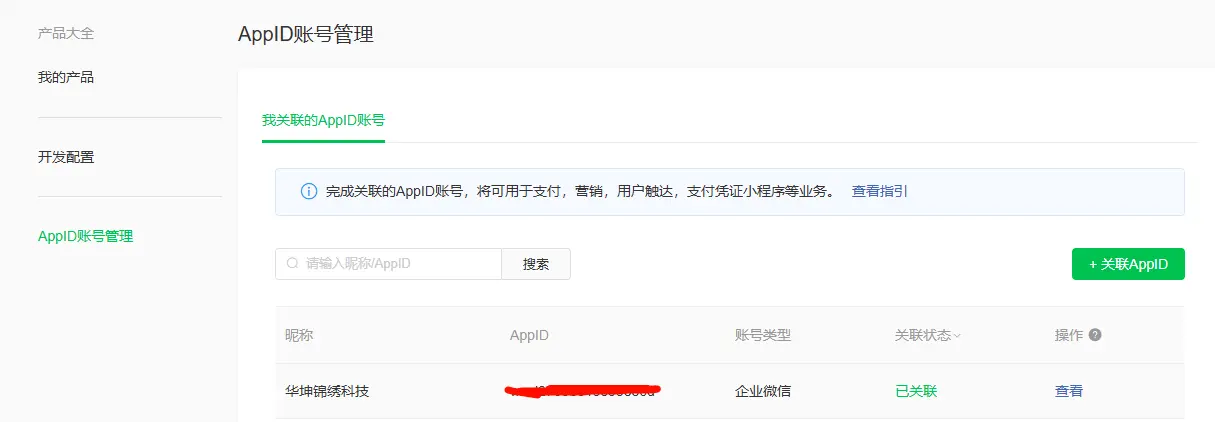 产品大全
AppID账号管理
我的产品
我关联的AppID账号
开发配置
完成关联的AppID账号，将可用于支付，营销，用户触达，支付凭证小程序等业务。 查看指引
AppID账号管理
请输入昵称/AppID 搜索 + 关联AppID
昵称 AppID 账号类型 关联状态 操作 ?
华坤锦绣科技 企业微信 已关联 查看